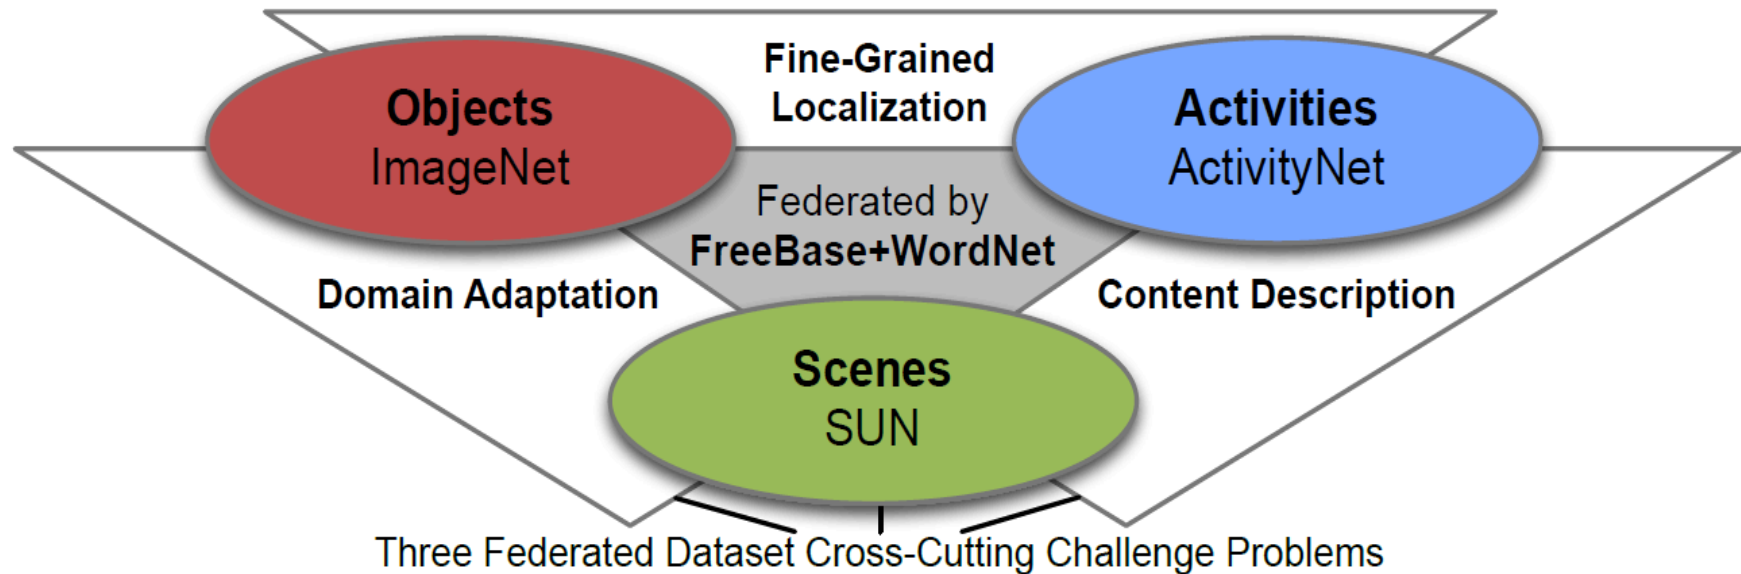 Fine-Grained
Localization
Objects
ImageNet
Activities
ActivityNet
Federated by
FreeBase+WordNet
Domain Adaptation
Content Description
Scenes
SUN
Three Federated Dataset Cross-Cutting Challenge Problems